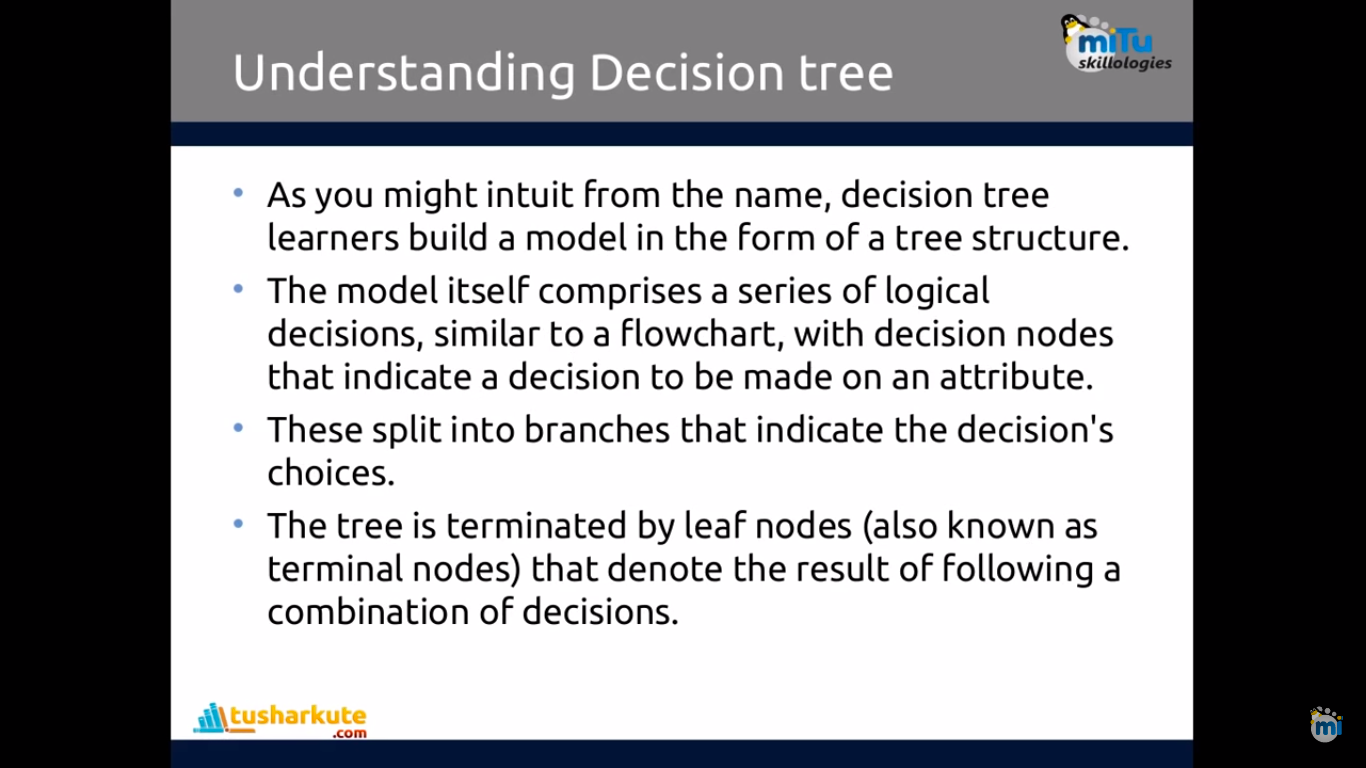 miTu
skillologies
Understanding Decision tree
• As you might intuit from the name, decision tree
learners build a model in the form of a tree structure.
• The model itself comprises a series of logical
decisions, similar to a flowchart, with decision nodes
that indicate a decision to be made on an attribute.
• These split into branches that indicate the decision's
choices.
• The tree is terminated by leaf nodes (also known as
terminal nodes) that denote the result of following a
combination of decisions.
tusharkute
.com
mi